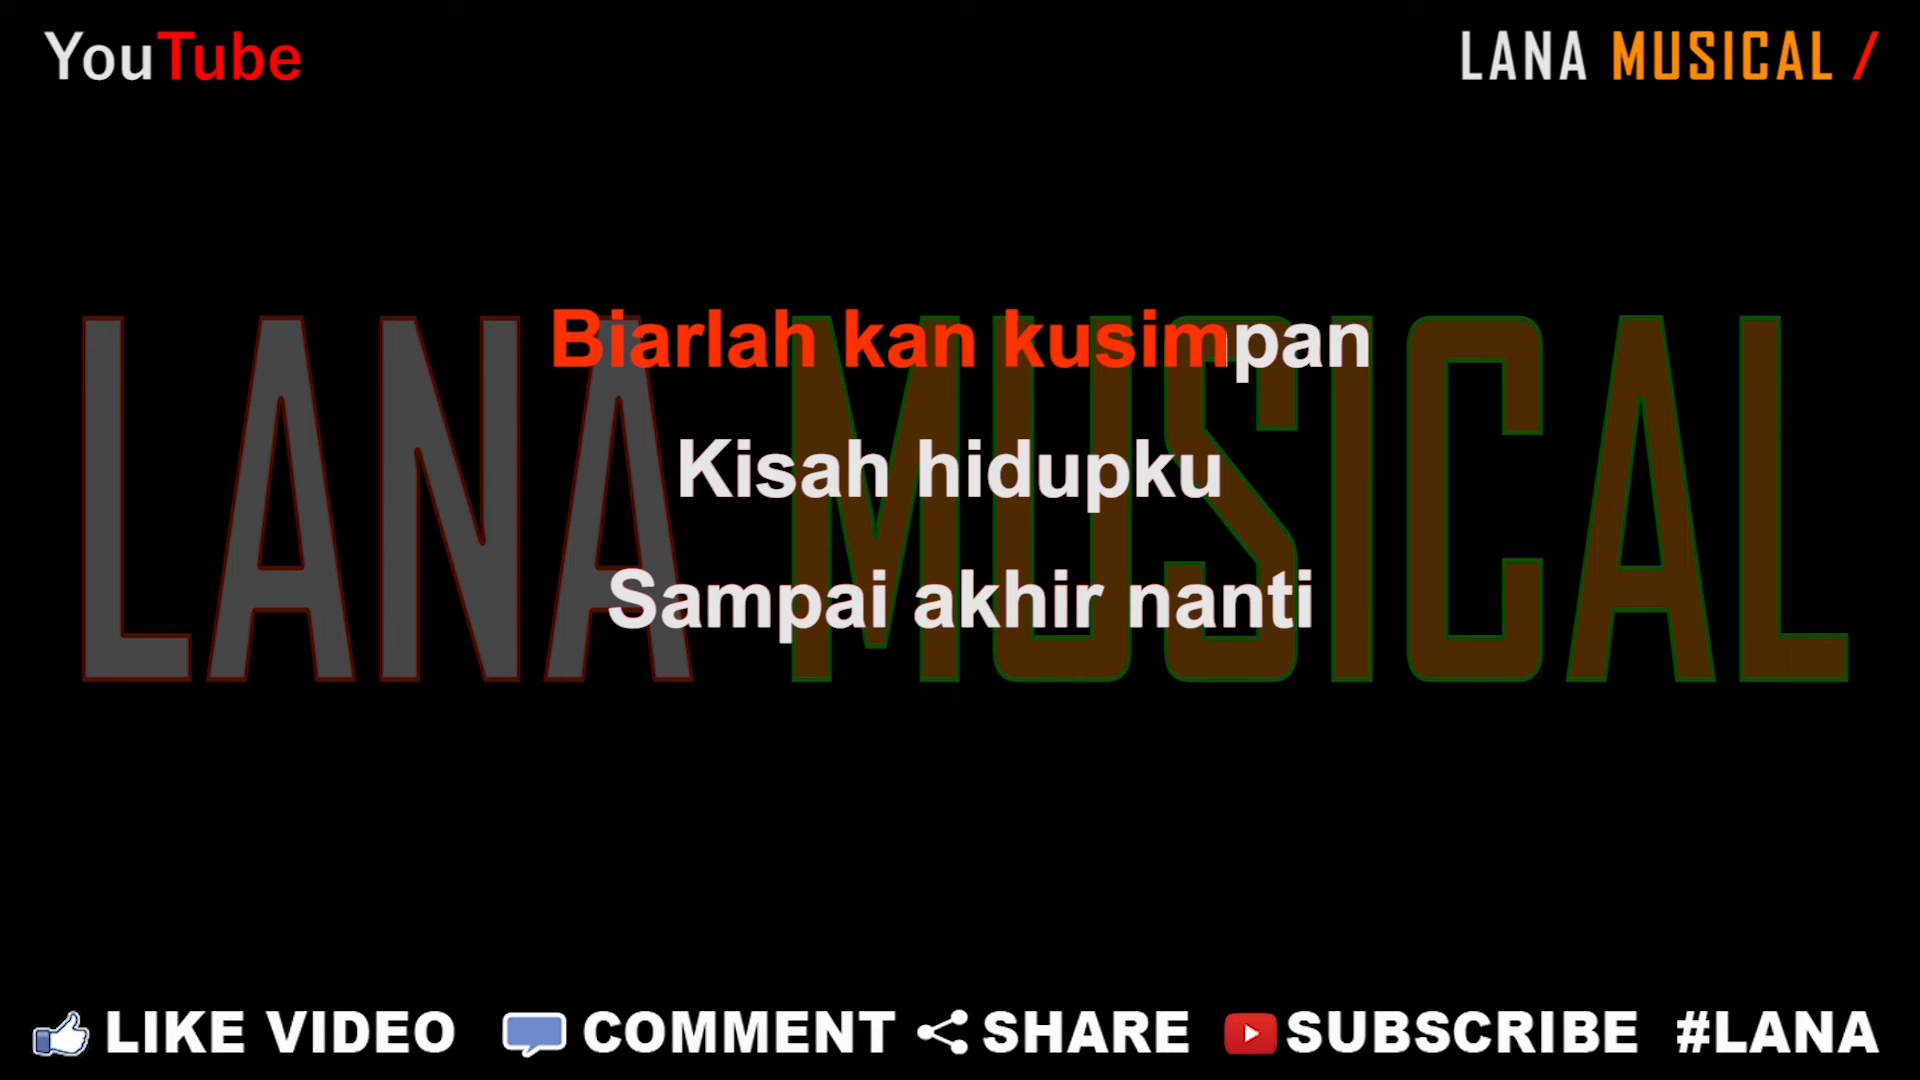 YouTube
LANA MUSICAL /
LANA MUSICAL
Biarlah kan kusimpan
Kisah hidupku
Sampai akhir nanti
LIKE VIDEO COMMENT SHARE SUBSCRIBE #LANA